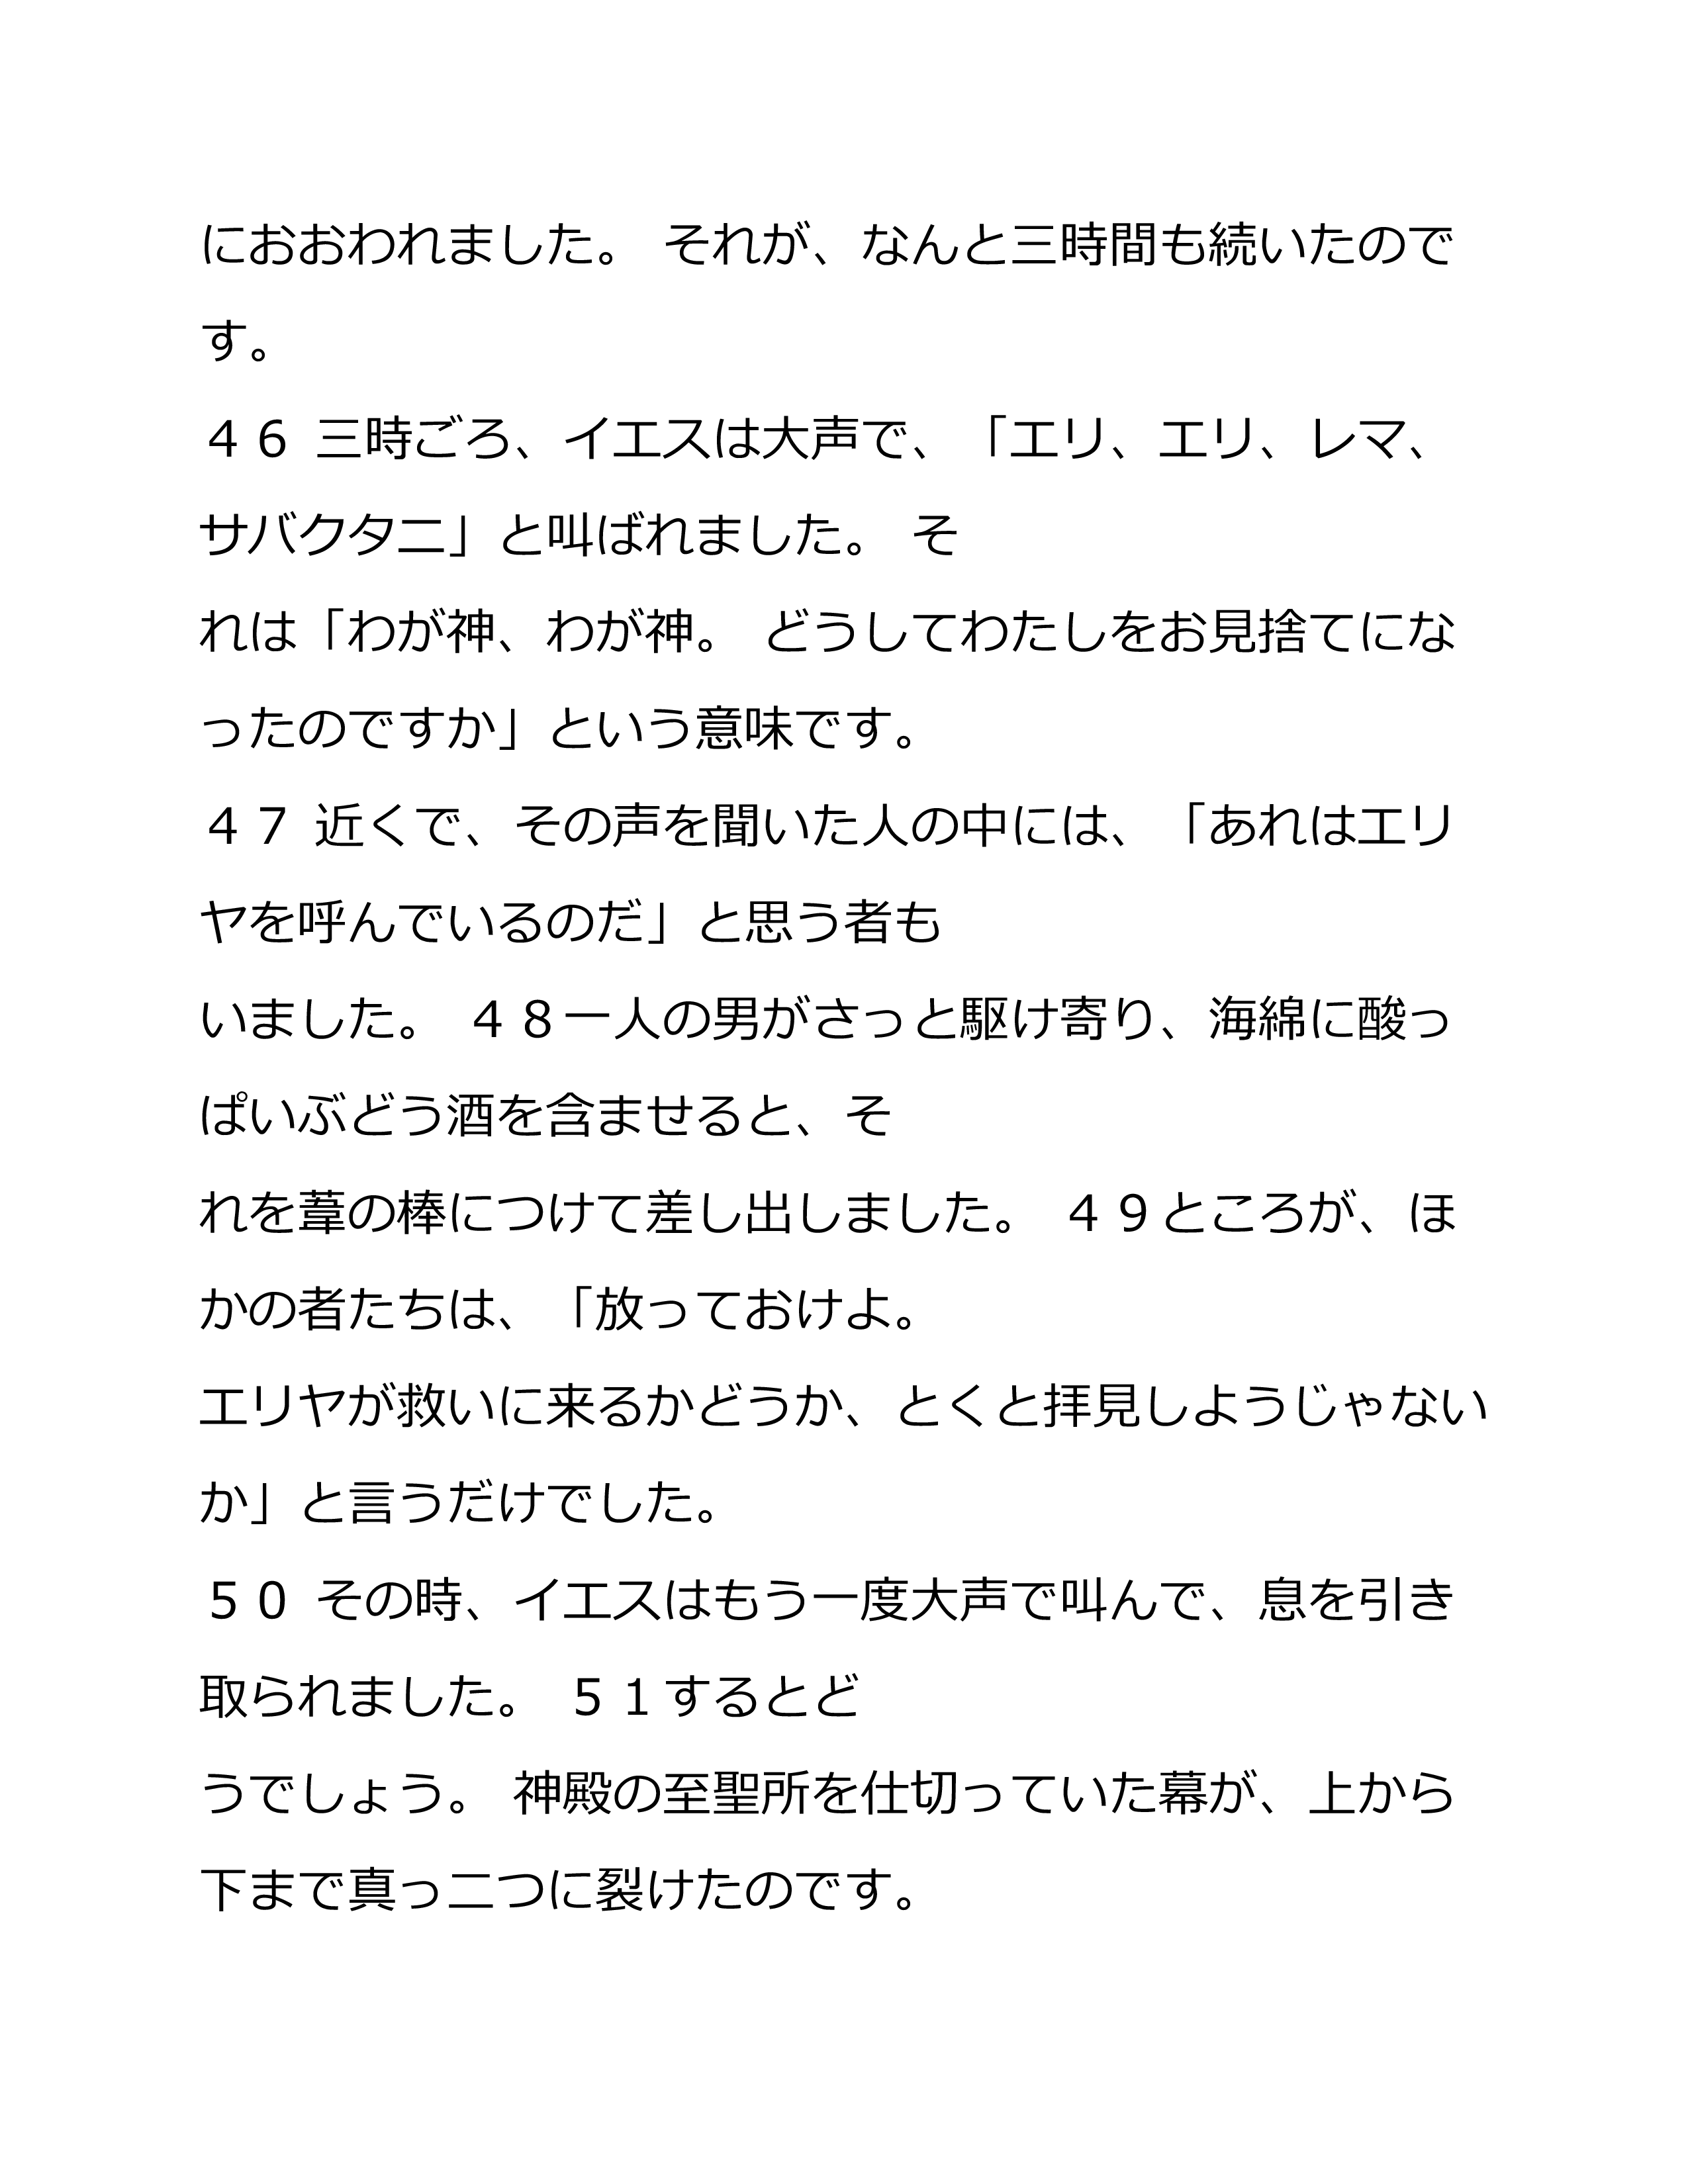 におおわれました。 それが、なんと三時間も続いたので
す。
４６ 三時ごろ、イエスは大声で、「エリ、エリ、レマ、
サバクタニ」と叫ばれました。 そ
れは「わが神、わが神。 どうしてわたしをお見捨てにな
ったのですか」という意味です。
４７ 近くで、その声を聞いた人の中には、「あれはエリ
ヤを呼んでいるのだ」と思う者も
いました。 ４８一人の男がさっと駆け寄り、海綿に酸っ
ぱいぶどう酒を含ませると、そ
れを葦の棒につけて差し出しました。 ４９ところが、ほ
かの者たちは、「放っておけよ。
エリヤが救いに来るかどうか、とくと拝見しようじゃない
か」と言うだけでした。
５０ その時、イエスはもう一度大声で叫んで、息を引き
取られました。 ５１するとど
うでしょう。 神殿の至聖所を仕切っていた幕が、上から
下まで真っ二つに裂けたのです。